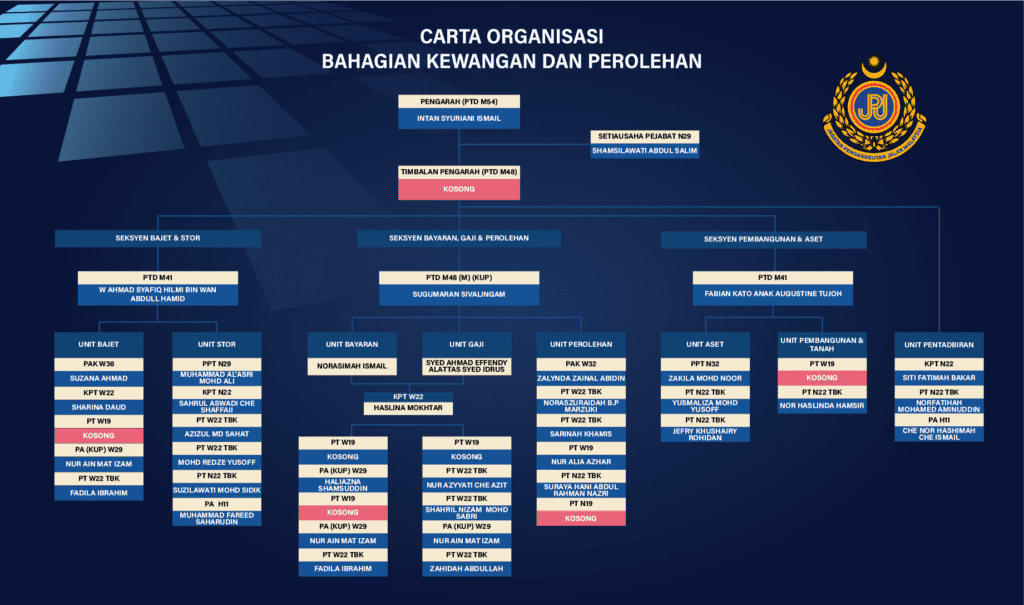 CARTA ORGANISASI
BAHAGIAN KEWANGAN DAN PEROLEHAN
JPJ
JABATAN PENGANGKUTAN JALAN MALAYSIA
PENGARAH (PTD M54)
INTAN SYURIANI ISMAIL
SETIAUSAHA PEJABAT N29
SHAMSILAWATI ABDUL SALIM
TIMBALAN PENGARAH (PTD M48)
KOSONG
SEKSYEN BAJET & STOR
PTD M41
W AHMAD SYAFIQ HILMI BIN WAN
ABDULL HAMID
UNIT BAJET
PAK W36
SUZANA AHMAD
KPT W22
SHARINA DAUD
PT W19
KOSONG
PA (KUP) W29
NUR AIN MAT IZAM
PT W22 TBK
FADILA IBRAHIM
UNIT STOR
PPT N29
MUHAMMAD AL'ASRI
MOHD ALI
KPT N22
SAHRUL ASWADI CHE
SHAFFAII
PT W22 TBK
AZIZUL MD SAHAT
PT W22 TBK
MOHD REDZE YUSOFF
PT N22 TBK
SUZILAWATI MOHD SIDIK
PA H11
MUHAMMAD FAREED
SAHARUDIN
SEKSYEN BAYARAN, GAJI & PEROLEHAN
PTD M48 (M) (KUP)
SUGUMARAN SIVALINGAM
UNIT BAYARAN
NORASIMAH ISMAIL
UNIT GAJI
SYED AHMAD EFFENDY
ALATTAS SYED IDRUS
KPT W22
HASLINA MOKHTAR
PT W19
KOSONG
PA (KUP) W29
HALIAZNA
SHAMSUDDIN
PT W19
KOSONG
PA (KUP) W29
NUR AIN MAT IZAM
PT W22 TBK
FADILA IBRAHIM
PT W19
KOSONG
PT N22 TBK
NUR AZYYATI CHE AZIT
PT W22 TBK
SHAHRIL NIZAM MOHD
SABRI
PA (KUP) W29
NUR AIN MAT IZAM
PT W22 TBK
ZAHIDAH ABDULLAH
UNIT PEROLEHAN
PAK W32
ZALYNDA ZAINAL ABIDIN
PT W22 TBK
NORASZURAIDAH B.P
MARZUKI
PT W22 TBK
SARINAH KHAMIS
PT W19
NUR ALIA AZHAR
PT N22 TBK
SURAYA HANI ABDUL
RAHMAN NAZRI
PT N19
KOSONG
SEKSYEN PEMBANGUNAN & ASET
PTD M41
FABIAN KATO ANAK AUGUSTINE TUJOH
UNIT ASET
PPT N32
ZAKILA MOHD NOOR
PT N22 TBK
YUSMALIZA MOHD
YUSOFF
PT N22 TBK
JEFRY KHUSHAIRY
ROHIDAN
UNIT PEMBANGUNAN &
TANAH
PT W19
KOSONG
PT N22 TBK
NOR HASLINDA HAMSIR
UNIT PENTADBIRAN
KPT N22
SITI FATIMAH BAKAR
PT N22 TBK
NORFATIHAH
MOHAMED AMINUDDIN
PA H11
CHE NOR HASHIMAH
CHE ISMAIL